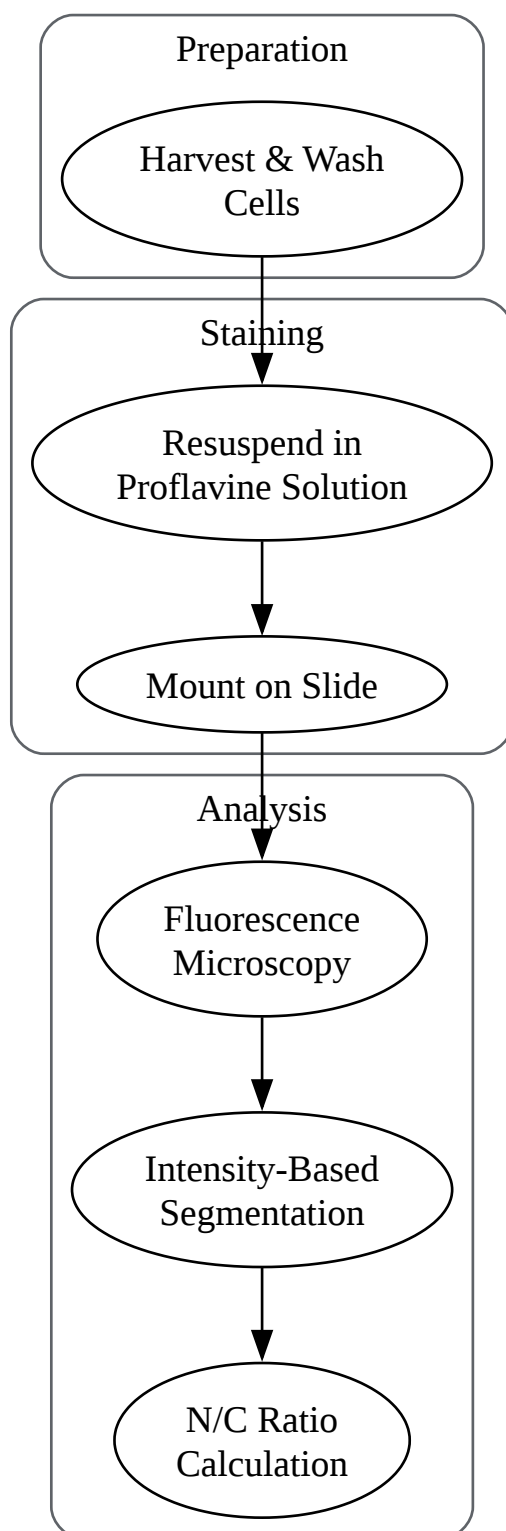 Preparation
Harvest & Wash
Cells
Staining
Resuspend in
Proflavine Solution
Mount on Slide
Analysis
Fluorescence
Microscopy
Intensity-Based
Segmentation
N/C Ratio
Calculation